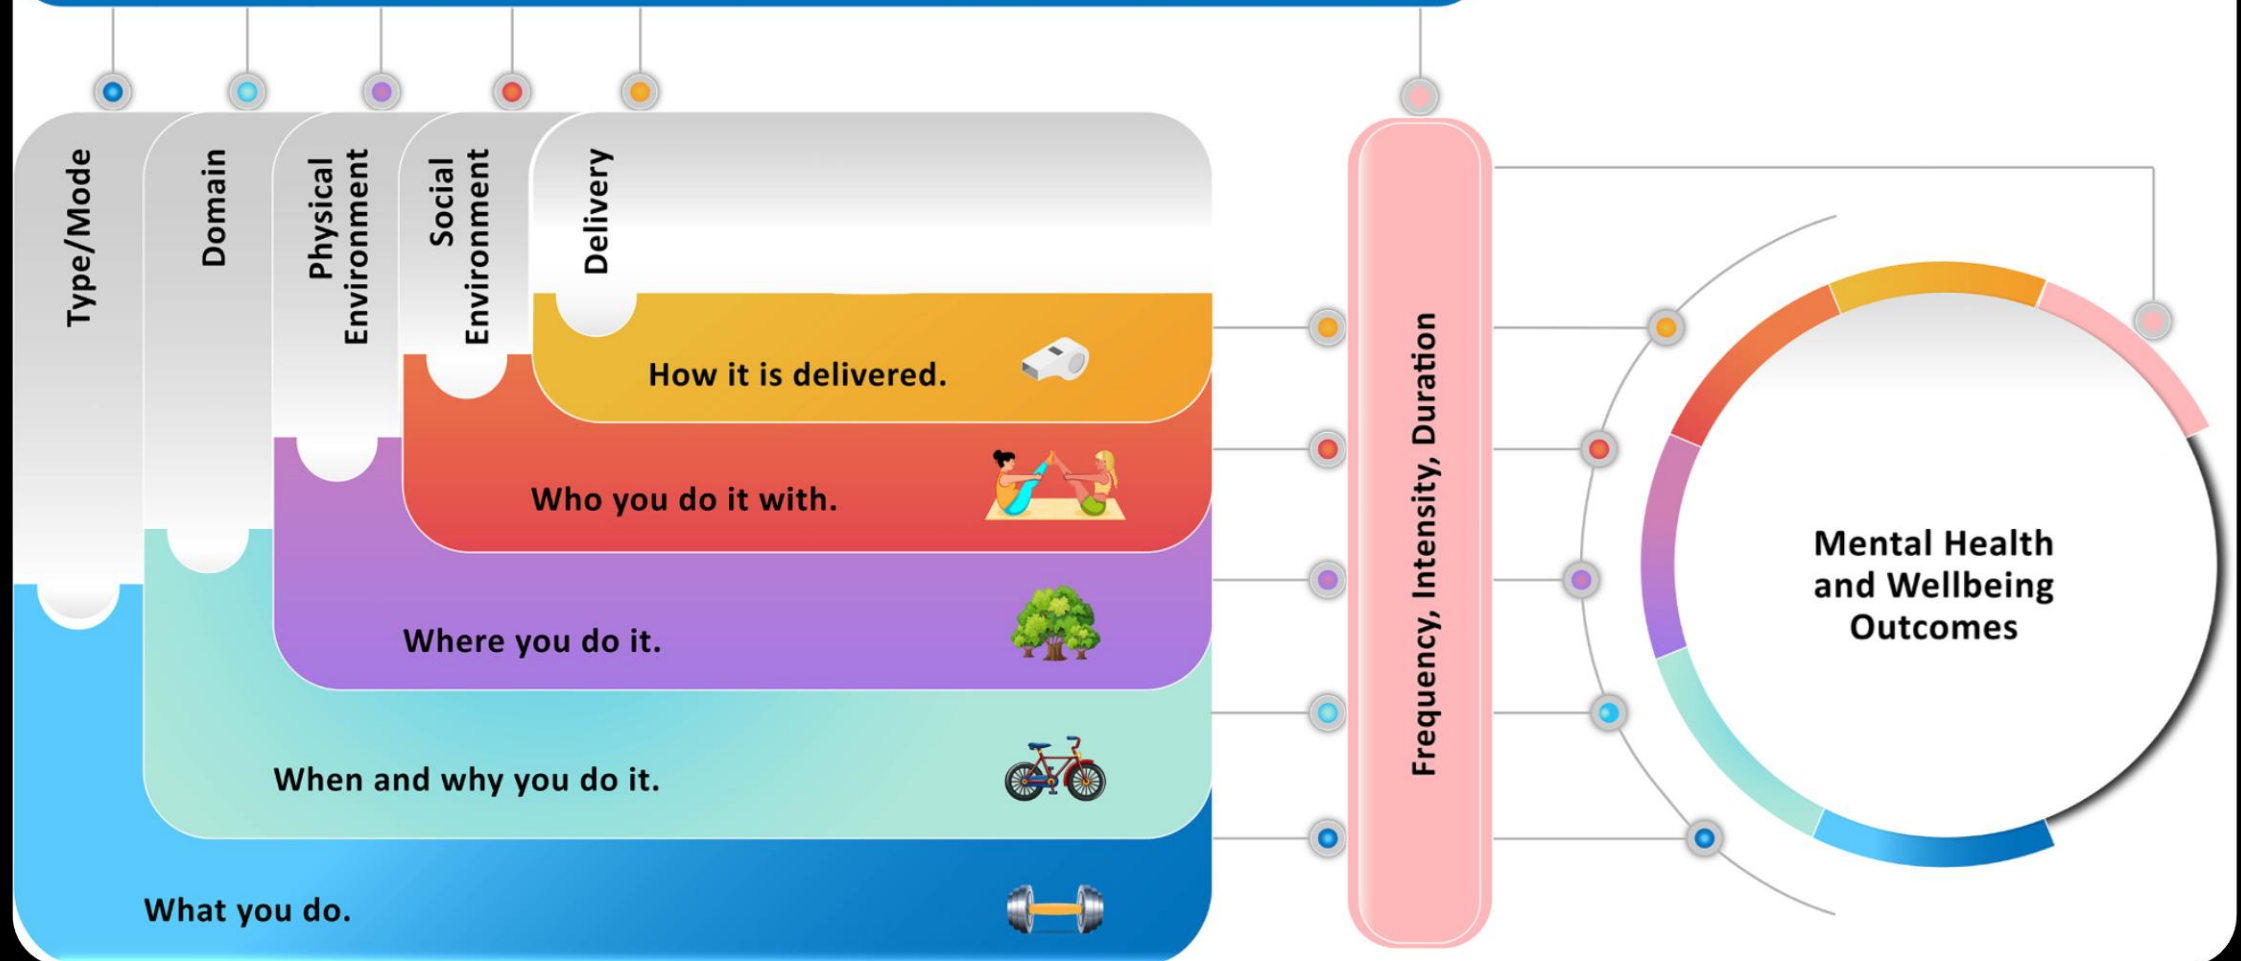 Type/Mode
Domain
Physical
Environment
Social
Environment
Delivery
How it is delivered.
Who you do it with.
Where you do it.
When and why you do it.
What you do.
Frequency, Intensity, Duration
Mental Health
and Wellbeing
Outcomes